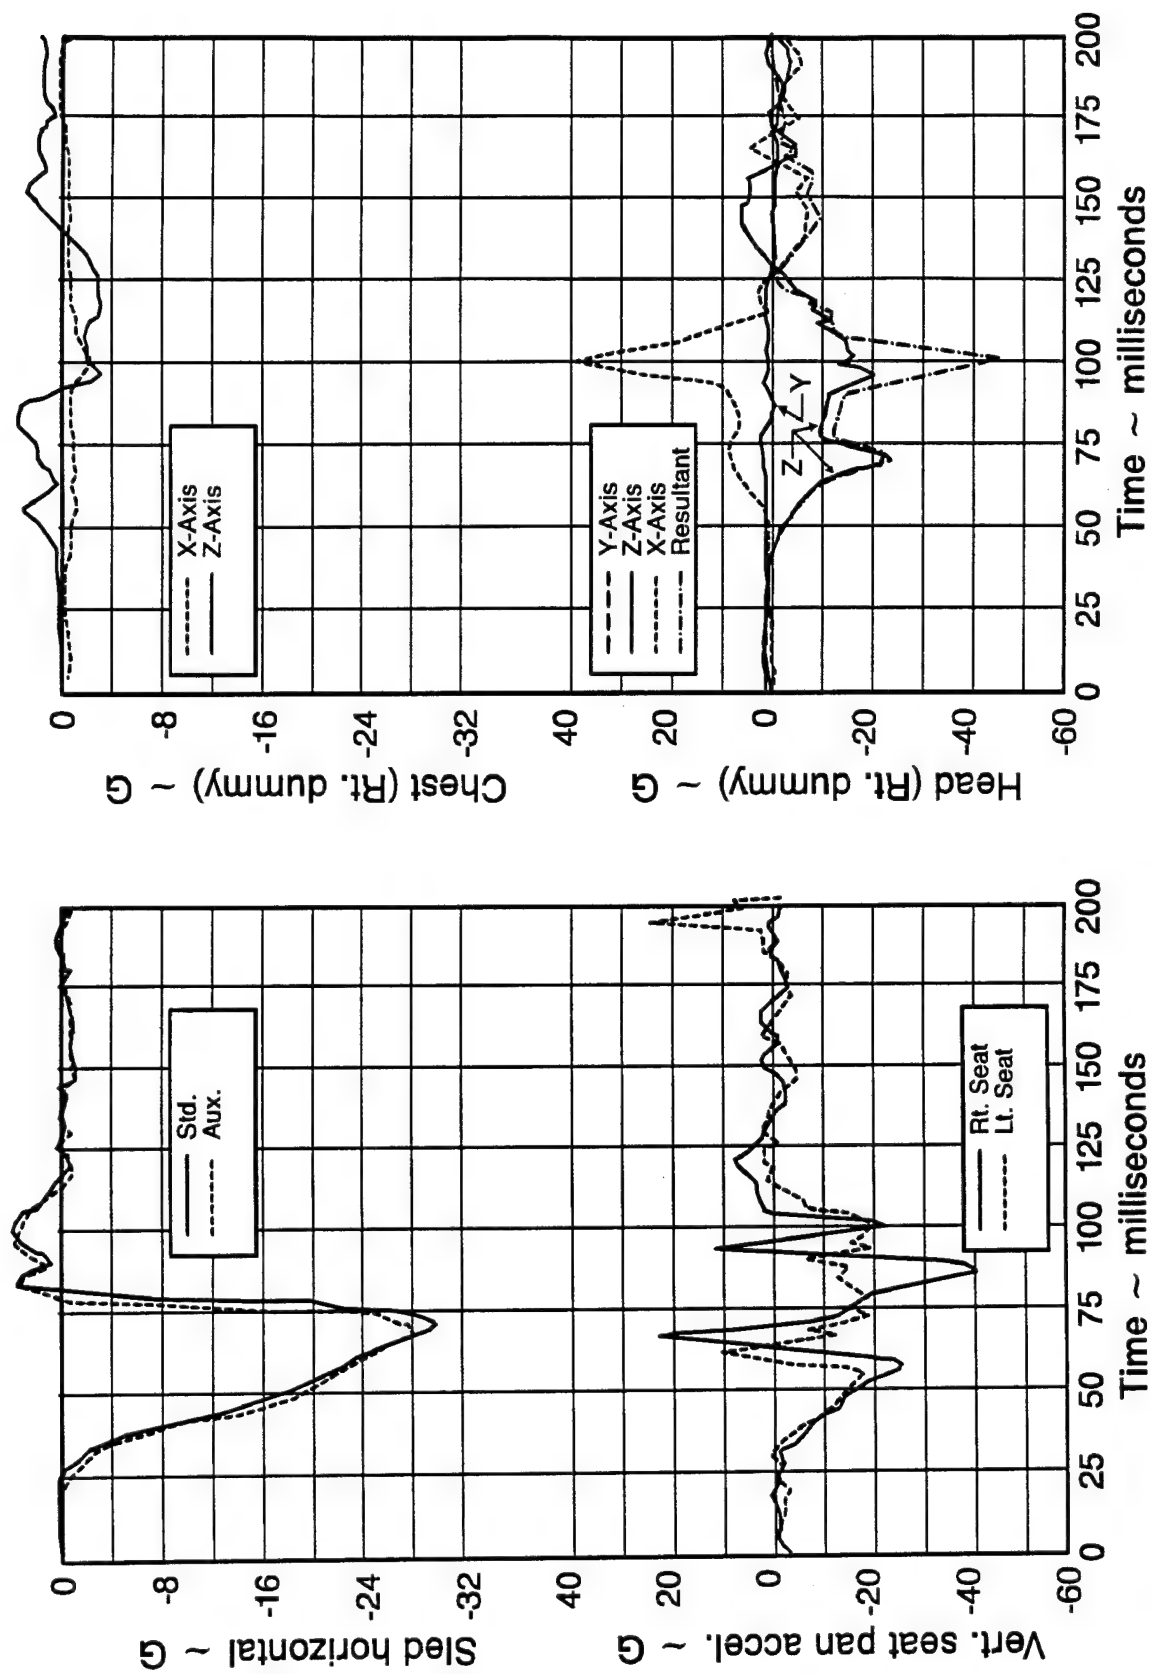 Sled horizontal ~ G
0
-8
-16
-24
-32
Std.
Aux.
Vert. seat pan accel. ~ G
40
20
0
-20
-40
-60
Rt. Seat
Lt. Seat
0
25
50
75
100
125
150
175
200
Time ~ milliseconds
Chest (Rt. dummy) ~ G
0
-8
-16
-24
-32
X-Axis
Z-Axis
Head (Rt. dummy) ~ G
40
20
0
-20
-40
-60
Y-Axis
Z-Axis
X-Axis
Resultant
Z
Y
0
25
50
75
100
125
150
175
200
Time ~ milliseconds